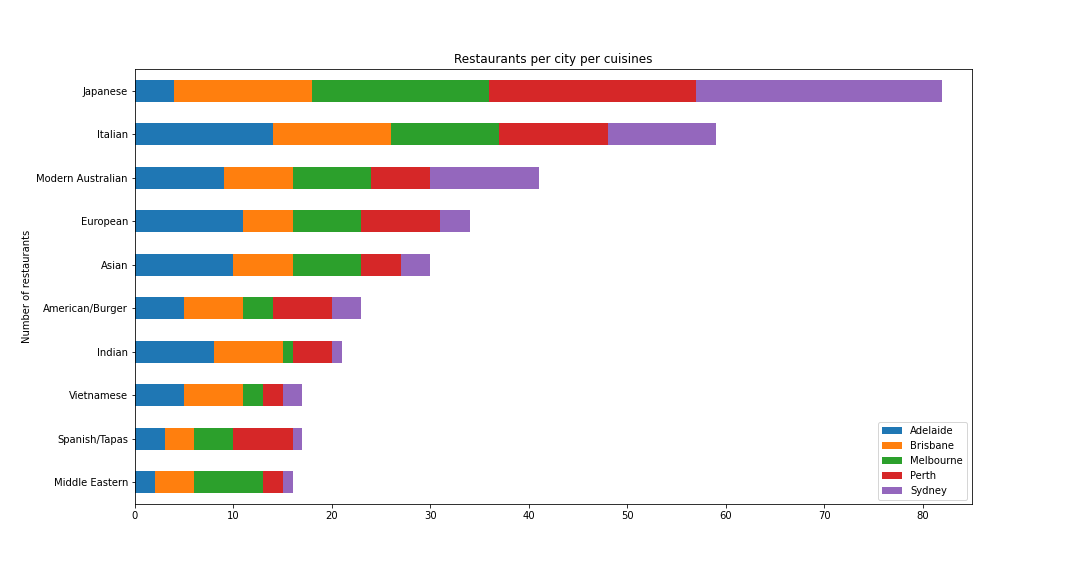 Restaurants per city per cuisines
Number of restaurants
Japanese
Italian
Modern Australian
European
Asian
American/Burger
Indian
Vietnamese
Spanish/Tapas
Middle Eastern
0 10 20 30 40 50 60 70 80
Adelaide
Brisbane
Melbourne
Perth
Sydney